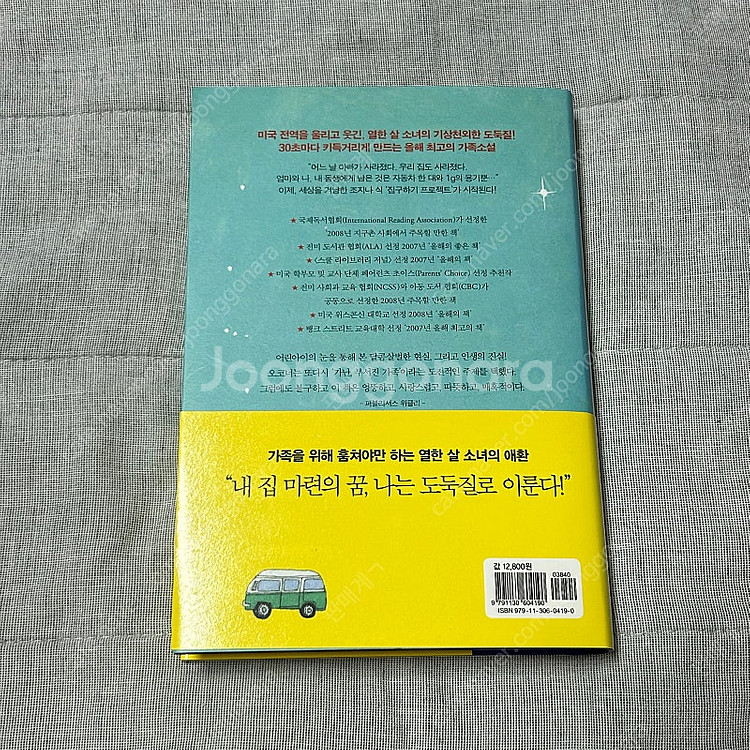 미국 전역을 울리고 웃긴, 열한 살 소녀의 기상천외한 도둑질!
30초마다 키득거리게 만드는 올해 최고의 가족소설
"어느 날 아빠가 사라졌다. 우리 집도 사라졌다.
엄마와 나, 내 동생에게 남은 것은 자동차 한 대와 1g의 용기뿐…"
이제, 세상을 겨냥한 조지나 식 '집구하기 프로젝트'가 시작된다!
★ 국제독서협회(International Reading Association)가 선정한
'2008년 지구촌 사회에서 주목할 만한 책'
★ 전미 도서관 협회(ALA) 선정 2007년 '올해의 좋은 책'
★ <스쿨 라이브러리 저널> 선정 2007년 '올해의 책'
★ 미국 학부모 및 교사 단체 페어런츠 초이스(Parents' Choice) 선정 추천작
★ 전미 사회과 교육 협회(NCSS)와 아동 도서 협회(CBC)가
공동으로 선정한 2008년 주목할 만한 책
★ 미국 위스콘신 대학교 선정 2008년 '올해의 책'
★ 뱅크 스트리트 교육대학 선정 '2007년 올해 최고의 책'
어린아이의 눈을 통해 본 달콤살벌한 현실, 그리고 인생의 진실!
오코너는 또다시 '가난, 부서진 가족'이라는 도전적인 주제를 택했다.
그럼에도 불구하고 이 책은 엉뚱하고, 사랑스럽고, 따뜻하고, 매혹적이다.
- 퍼블리셔스 위클리 -
Joonggonara
가족을 위해 훔쳐야만 하는 열한 살 소녀의 애환
"내 집 마련의 꿈, 나는 도둑질로 이룬다!"
값 12,800원
03840
9 791130 604190
ISBN 979-11-306-0419-0